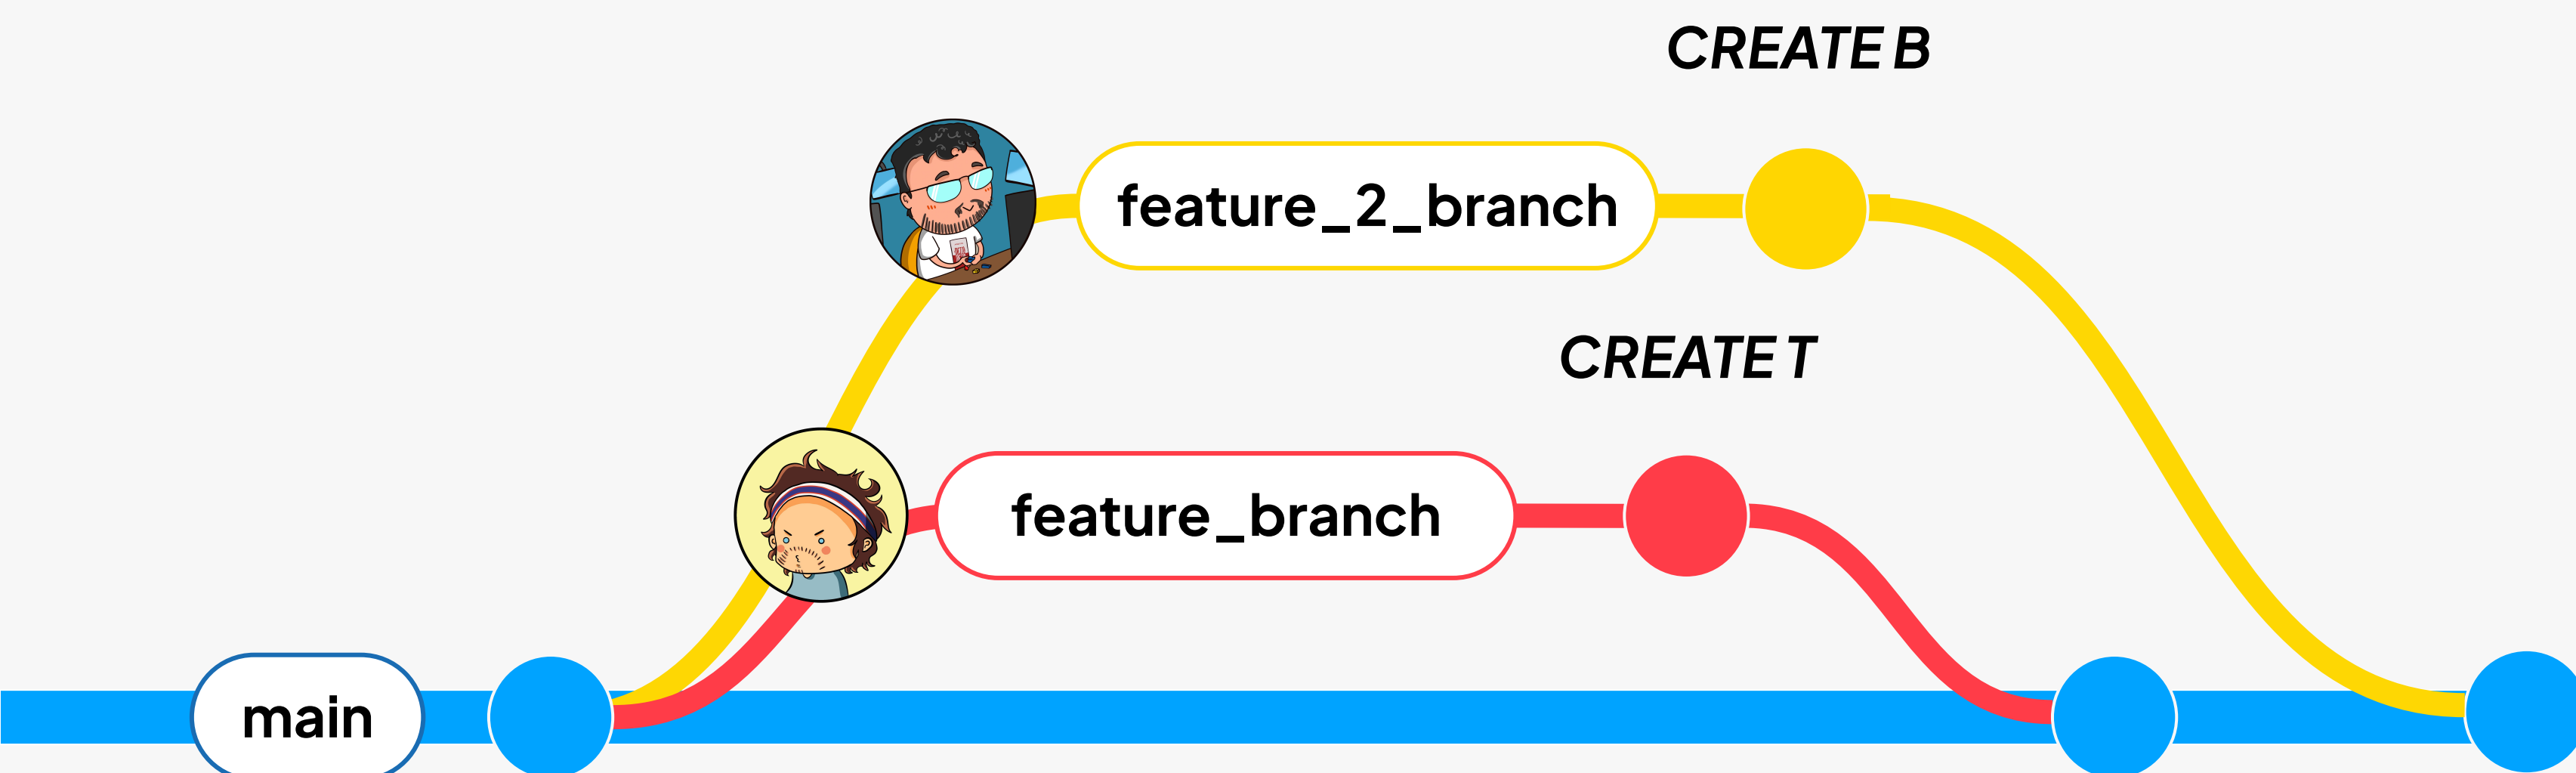 CREATE B
feature_2_branch
CREATE T
feature_branch
main